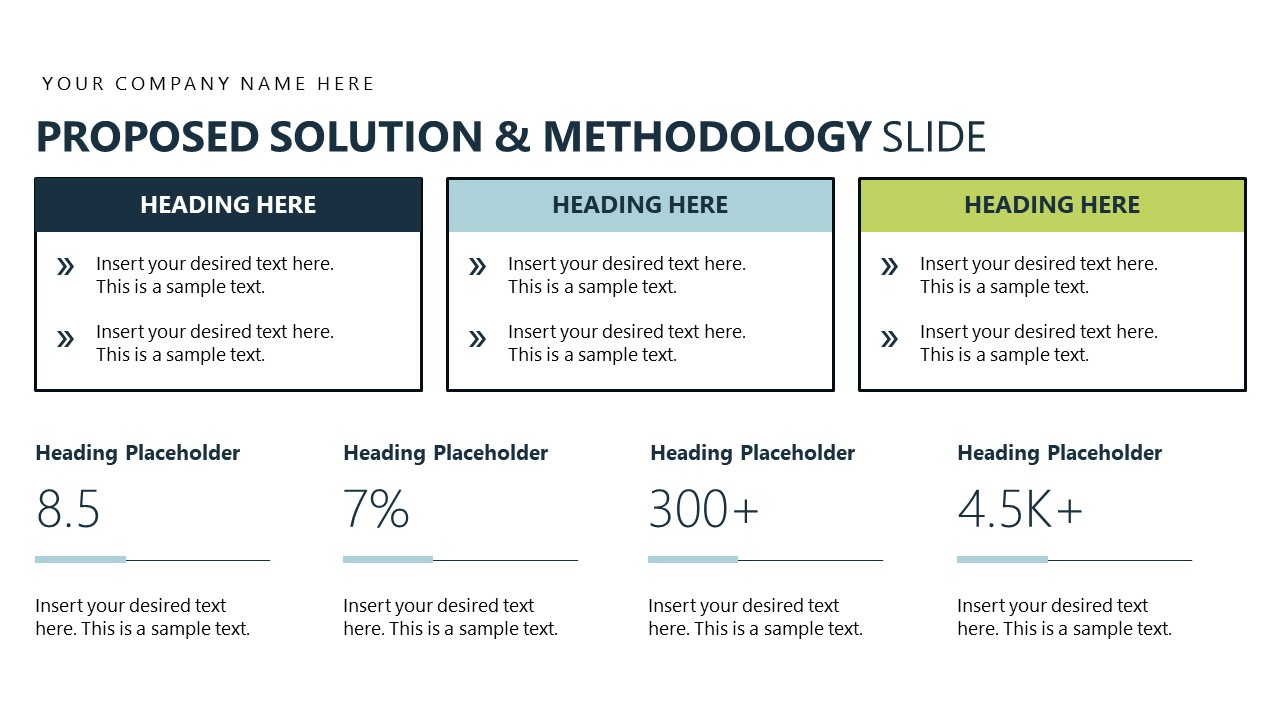 YOUR COMPANY NAME HERE
PROPOSED SOLUTION & METHODOLOGY SLIDE
HEADING HERE
Insert your desired text here.
This is a sample text.
Insert your desired text here.
This is a sample text.
HEADING HERE
Insert your desired text here.
This is a sample text.
Insert your desired text here.
This is a sample text.
HEADING HERE
Insert your desired text here.
This is a sample text.
Insert your desired text here.
This is a sample text.
Heading Placeholder
8.5
Insert your desired text
here. This is a sample text.
Heading Placeholder
7%
Insert your desired text
here. This is a sample text.
Heading Placeholder
300+
Insert your desired text
here. This is a sample text.
Heading Placeholder
4.5K+
Insert your desired text
here. This is a sample text.